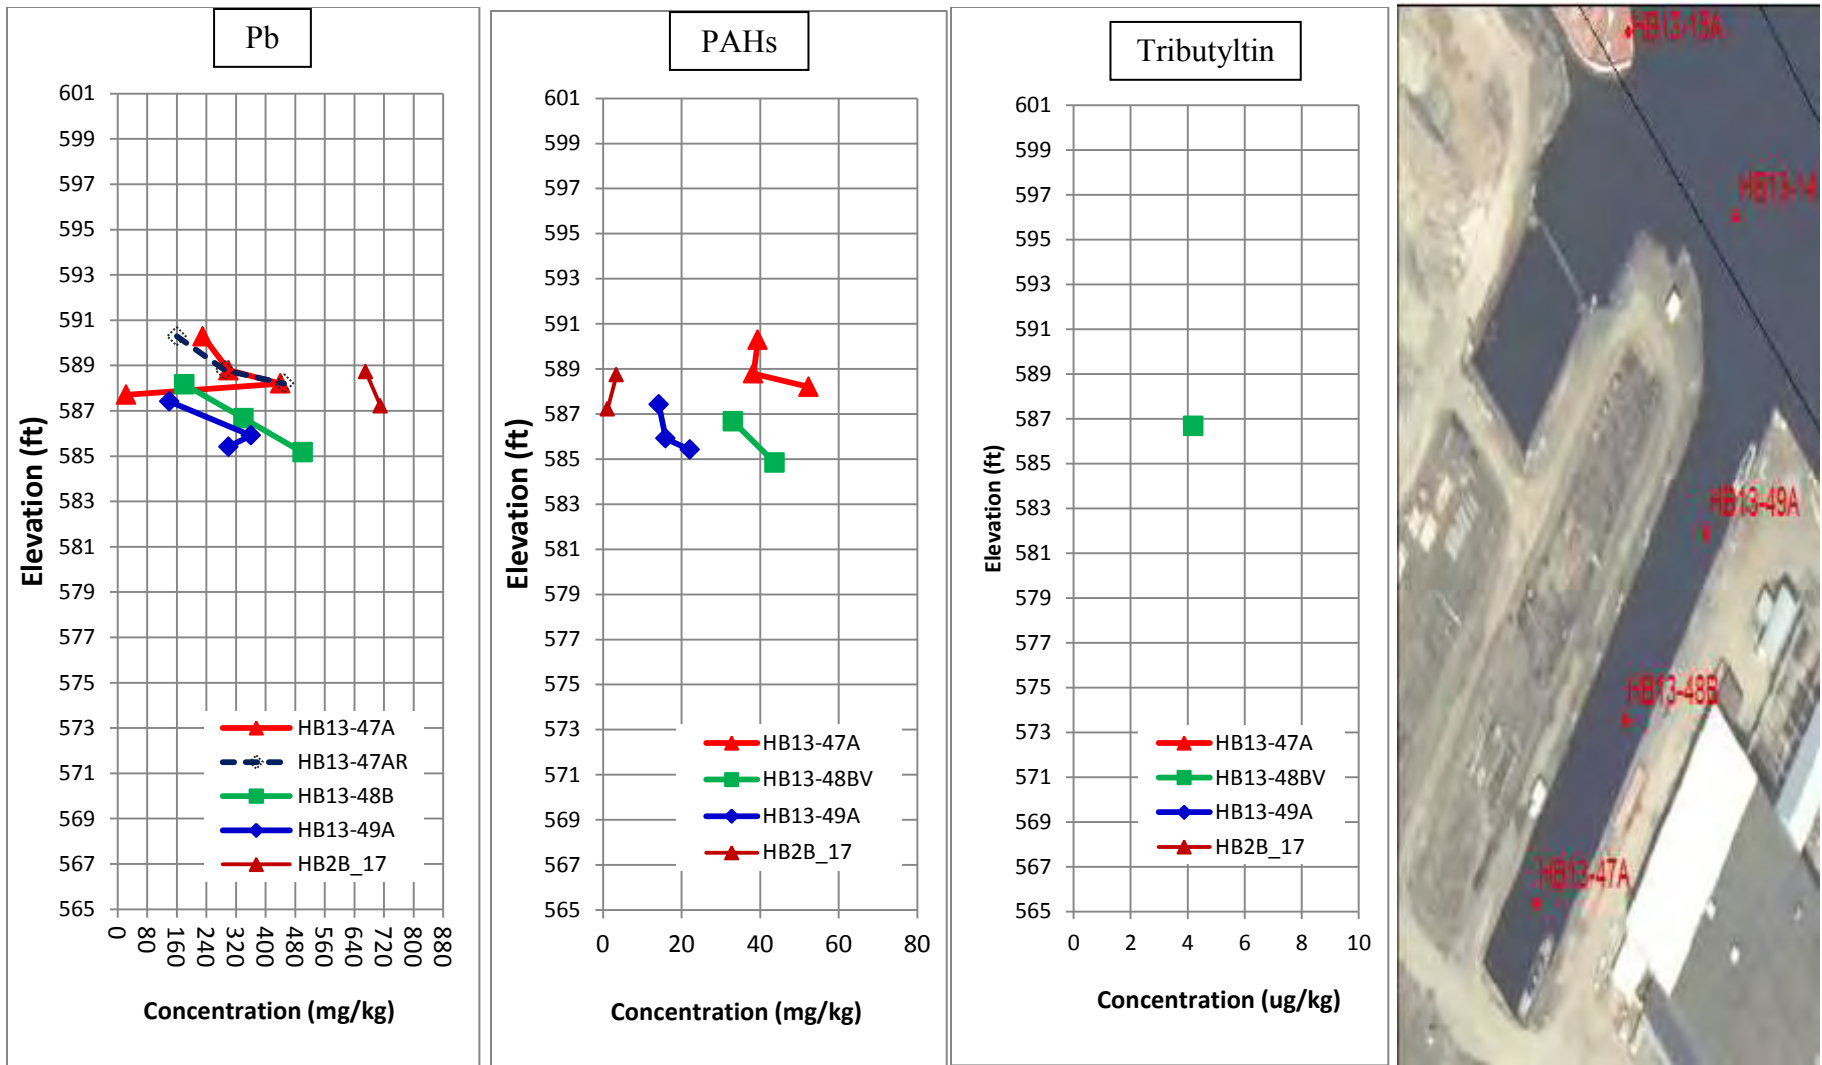 Pb
601
599
597
595
593
591
589
587
585
583
581
579
577
575
573
571
569
567
565
Elevation (ft)
HB13-47A
HB13-47AR
HB13-48B
HB13-49A
HB2B_17
0 80 160 240 320 400 480 560 640 720 800 880
Concentration (mg/kg)
PAHs
601
599
597
595
593
591
589
587
585
583
581
579
577
575
573
571
569
567
565
Elevation (ft)
HB13-47A
HB13-48BV
HB13-49A
HB2B_17
0 20 40 60 80
Concentration (mg/kg)
Tributyltin
601
599
597
595
593
591
589
587
585
583
581
579
577
575
573
571
569
567
565
Elevation (ft)
HB13-47A
HB13-48BV
HB13-49A
HB2B_17
0 2 4 6 8 10
Concentration (ug/kg)
HB13-15A
HB13-14
HB13-49A
HB13-48B
HB13-47A